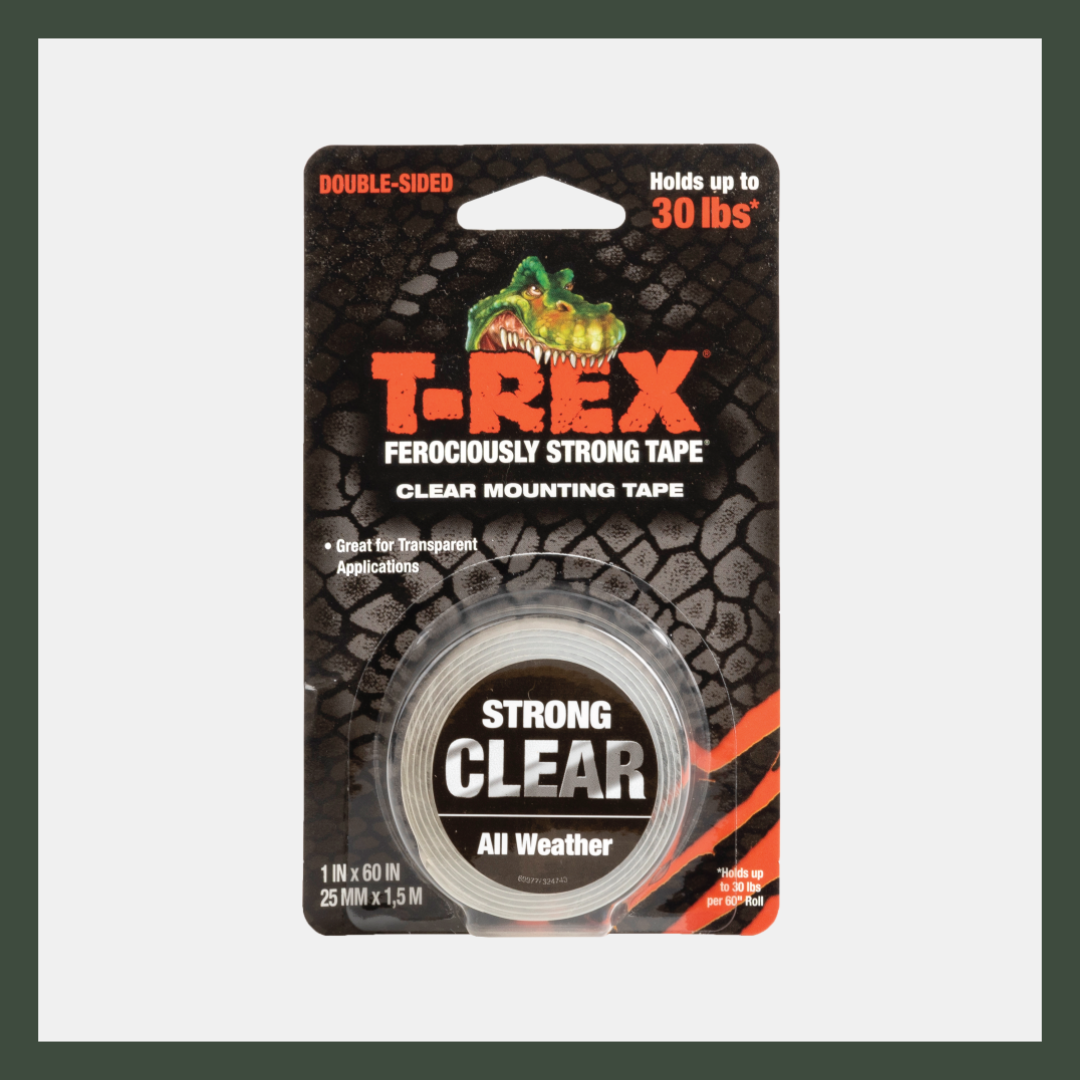 DOUBLE-SIDED
Holds up to
30 lbs*
T-REX®
FEROCIOUSLY STRONG TAPE®
CLEAR MOUNTING TAPE
• Great for Transparent
Applications
STRONG
CLEAR
All Weather
1 IN x 60 IN
25 MM x 1,5 M
*Holds up
to 30 lbs
per 60" Roll